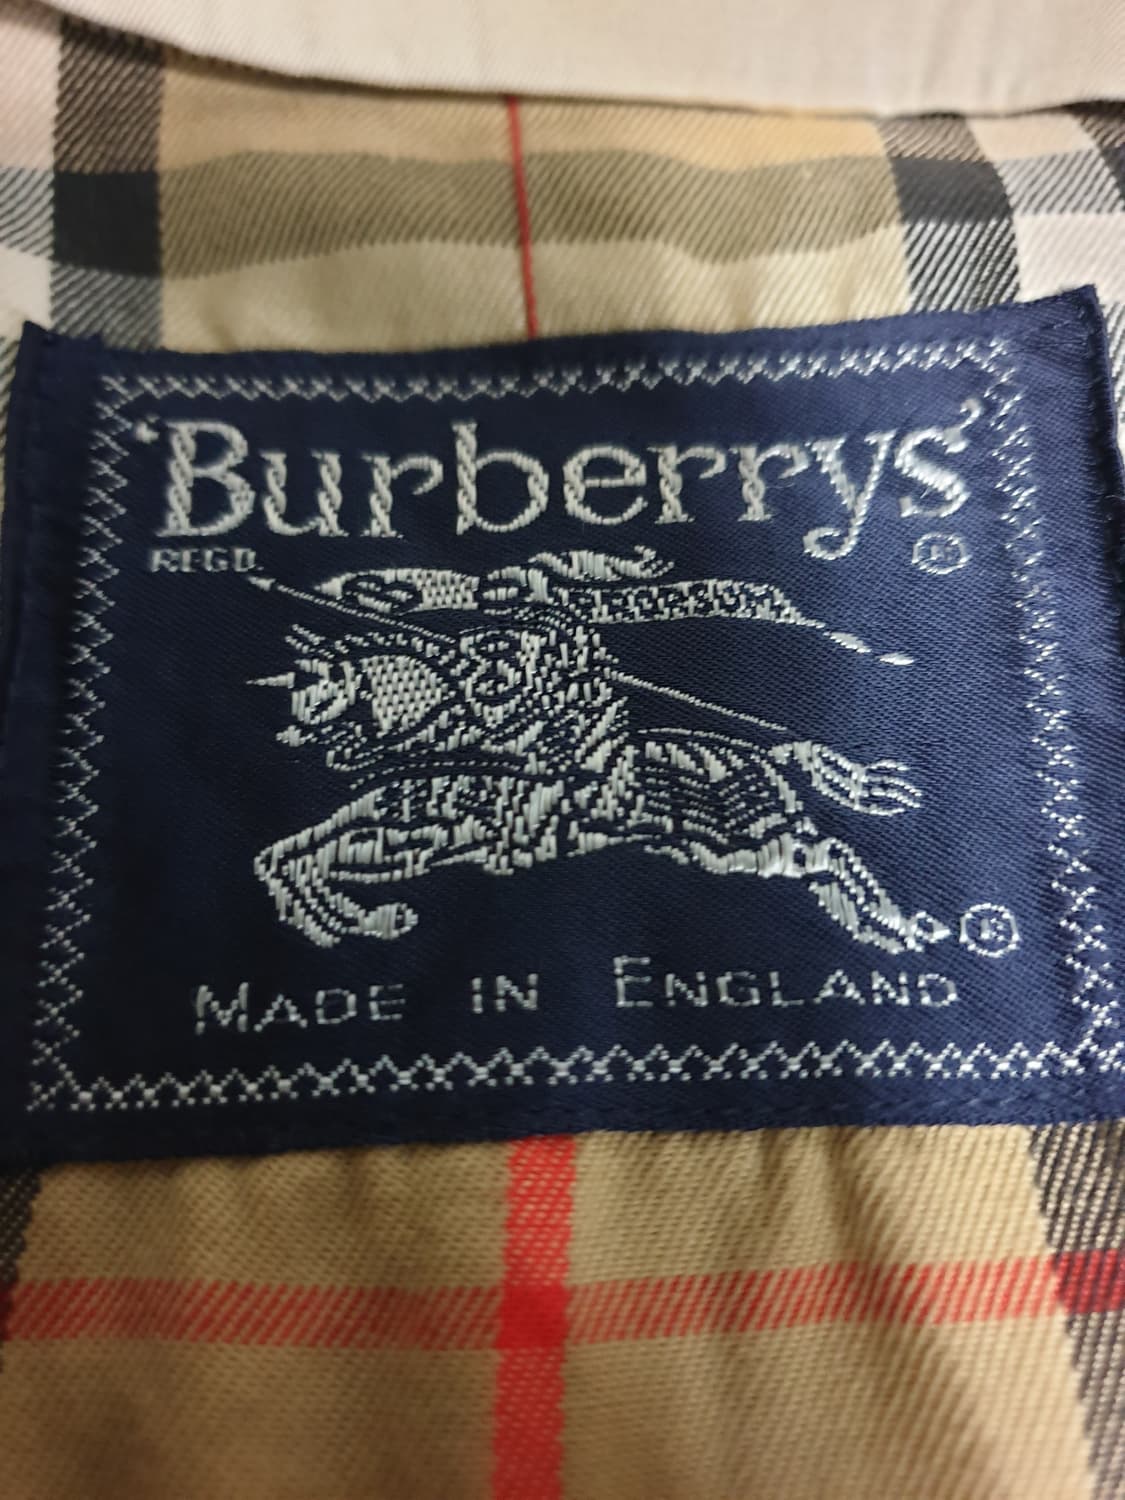 'Burberrys'
REGD. ®
®
MADE IN ENGLAND